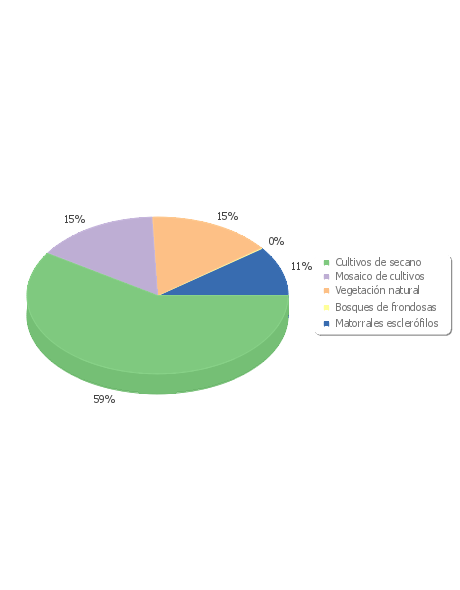 15%
15%
0%
11%
59%
Cultivos de secano
Mosaico de cultivos
Vegetación natural
Bosques de frondosas
Matorrales esclerófilos